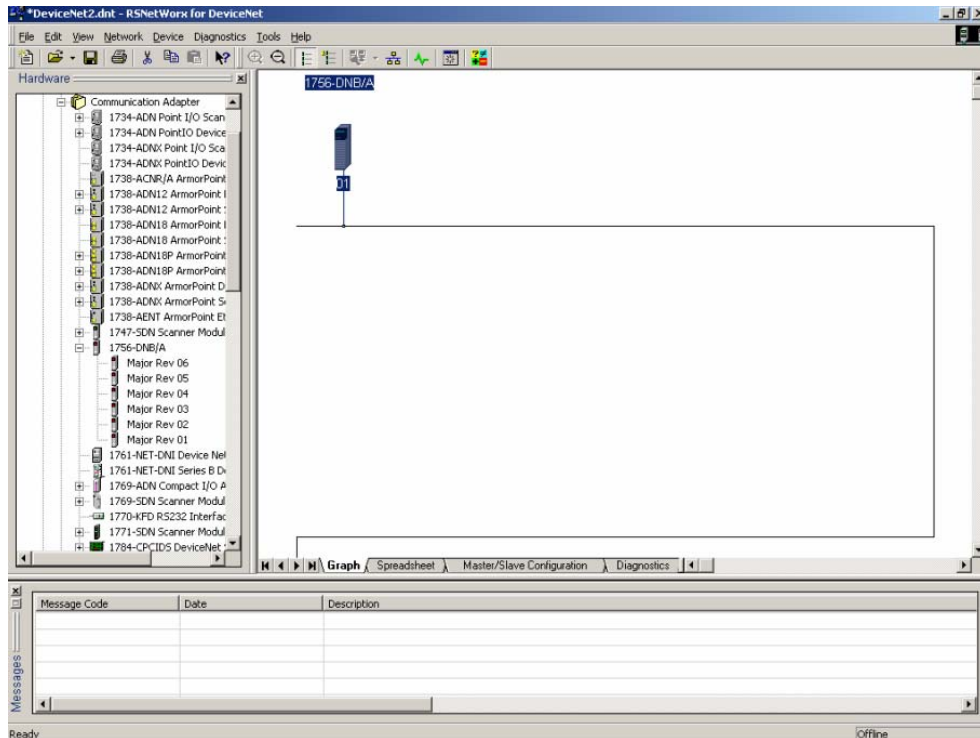 *DeviceNet2.dnt - RSNetWorx for DeviceNet
File Edit View Network Device Diagnostics Tools Help
Hardware
Communication Adapter
1734-ADN Point I/O Scan
1734-ADN PointIO Device
1734-ADNX Point I/O Sca
1734-ADNX PointIO Devic
1738-ACNR/A ArmorPoint
1738-ADN12 ArmorPoint I
1738-ADN12 ArmorPoint S
1738-ADN18 ArmorPoint I
1738-ADN18 ArmorPoint S
1738-ADN18P ArmorPoint
1738-ADN18P ArmorPoint
1738-ADNX ArmorPoint D
1738-ADNX ArmorPoint S
1738-AENT ArmorPoint Et
1747-SDN Scanner Modul
1756-DNB/A
Major Rev 06
Major Rev 05
Major Rev 04
Major Rev 03
Major Rev 02
Major Rev 01
1761-NET-DNI Device Net
1761-NET-DNI Series B D
1769-ADN Compact I/O A
1769-SDN Scanner Modul
1770-KFD RS232 Interfac
1771-SDN Scanner Modul
1784-CPCIDS DeviceNet
1756-DNB/A
01
Graph Spreadsheet Master/Slave Configuration Diagnostics
Messages
Message Code Date Description
Ready Offline